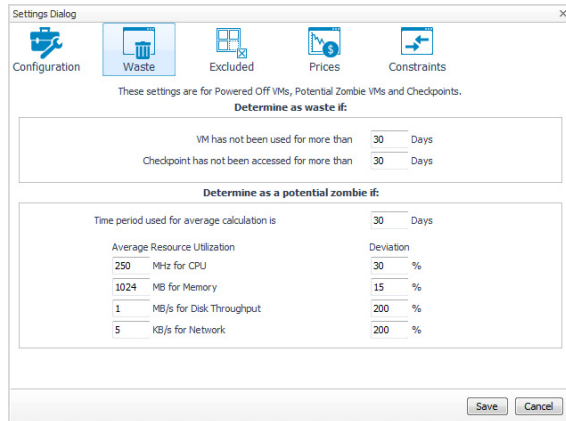 Settings Dialog
Configuration Waste Excluded Prices Constraints
These settings are for Powered Off VMs, Potential Zombie VMs and Checkpoints.
Determine as waste if:
VM has not been used for more than 30 Days
Checkpoint has not been accessed for more than 30 Days
Determine as a potential zombie if:
Time period used for average calculation is 30 Days
Average Resource Utilization Deviation
250 MHz for CPU 30 %
1024 MB for Memory 15 %
1 MB/s for Disk Throughput 200 %
5 KB/s for Network 200 %
Save Cancel